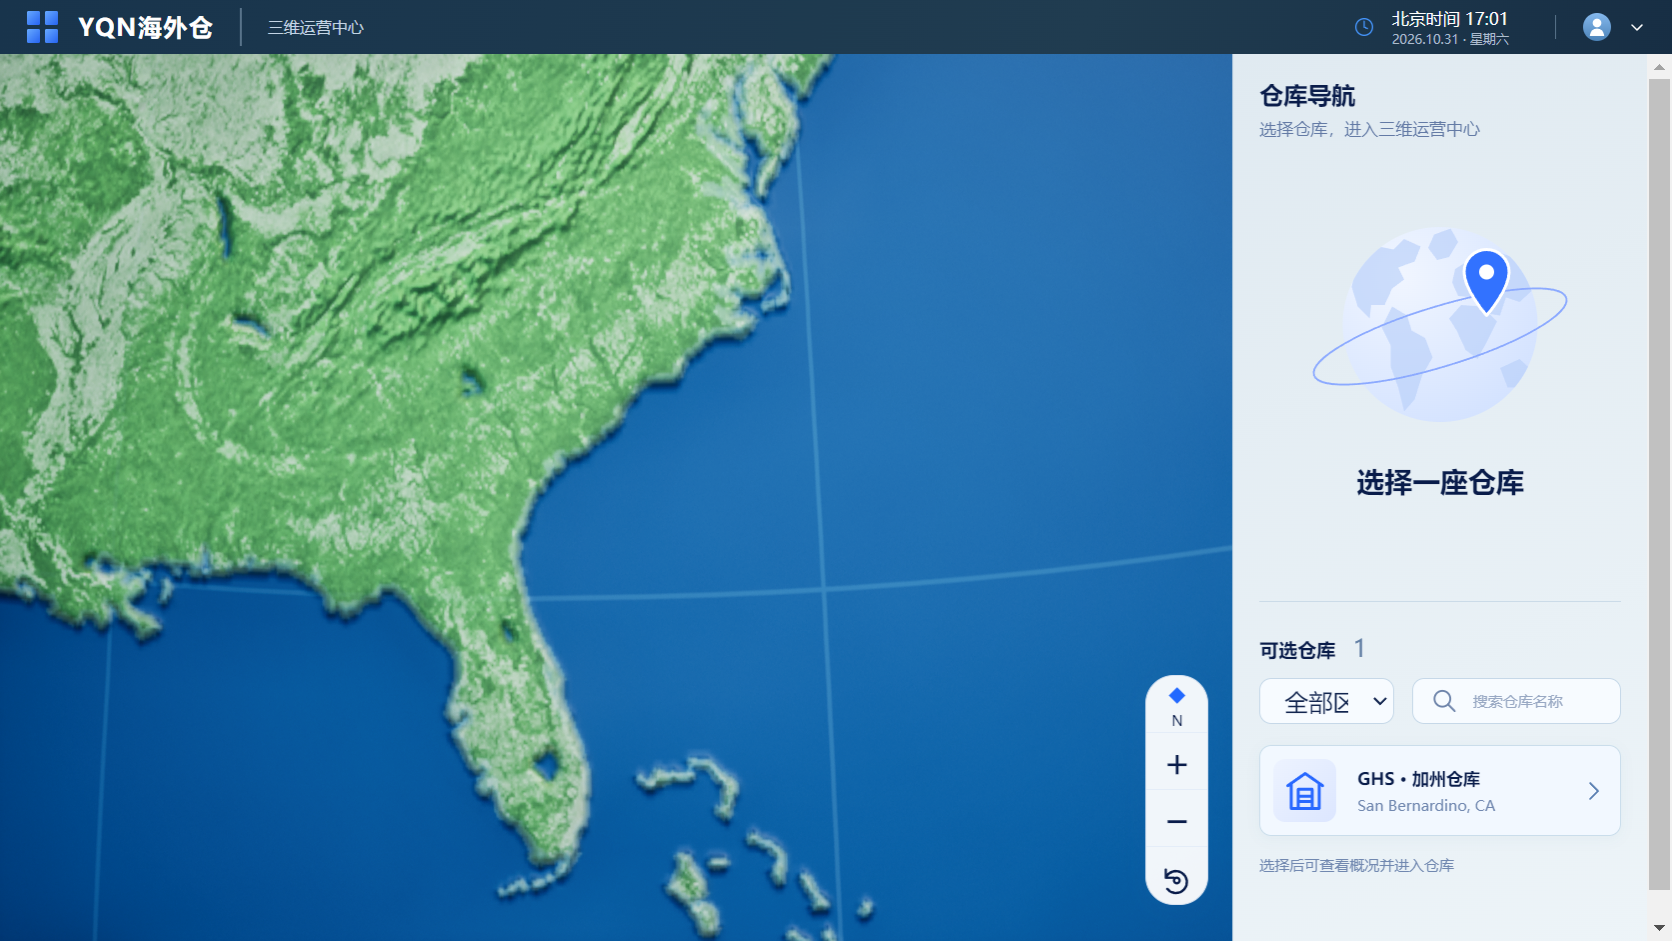 YQN海外仓
三维运营中心
北京时间 17:01
2026.10.31 · 星期六
仓库导航
选择仓库，进入三维运营中心
选择一座仓库
可选仓库 1
全部区
搜索仓库名称
GHS • 加州仓库
San Bernardino, CA
选择后可查看概况并进入仓库
N